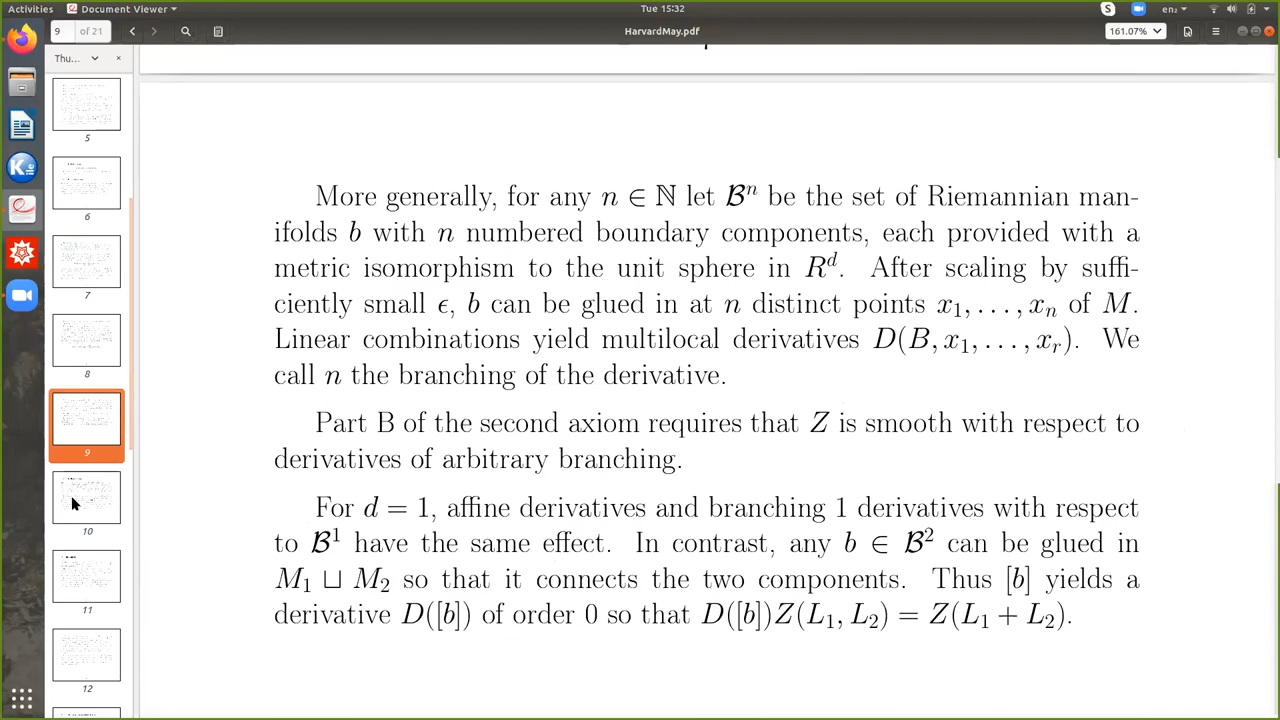 Activities Document Viewer Tue 15:32 S en₂
9 of 21 HarvardMay.pdf 161.07%
Thu...
5
6
7
8
9
10
11
12
More generally, for any n ∈ ℕ let 𝓑ⁿ be the set of Riemannian man-
ifolds b with n numbered boundary components, each provided with a
metric isomorphism to the unit sphere in Rᵈ. After scaling by suffi-
ciently small ϵ, b can be glued in at n distinct points x₁, . . . , xₙ of M.
Linear combinations yield multilocal derivatives D(B, x₁, . . . , xᵣ). We
call n the branching of the derivative.
Part B of the second axiom requires that Z is smooth with respect to
derivatives of arbitrary branching.
For d = 1, affine derivatives and branching 1 derivatives with respect
to 𝓑¹ have the same effect. In contrast, any b ∈ 𝓑² can be glued in
M₁ ⊔ M₂ so that it connects the two components. Thus [b] yields a
derivative D([b]) of order 0 so that D([b])Z(L₁, L₂) = Z(L₁ + L₂).